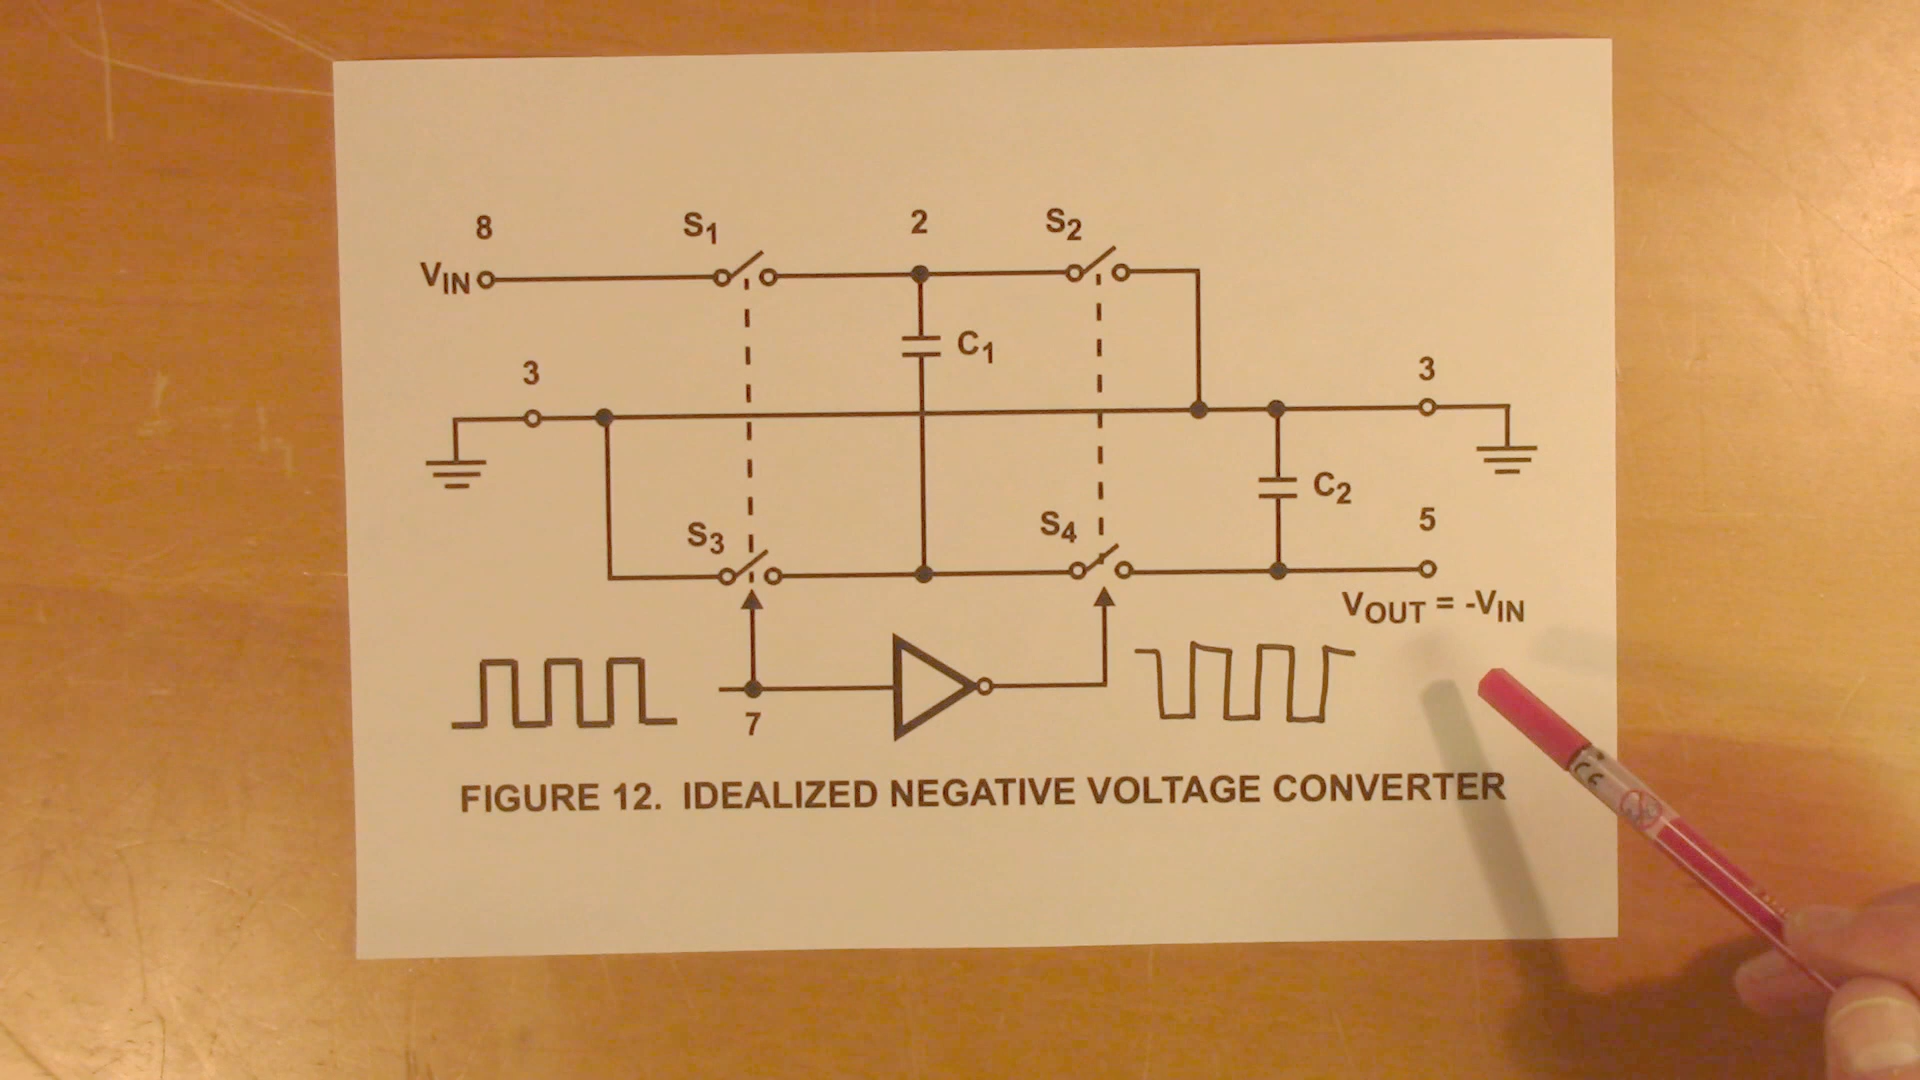 8
S1
2
S2
VIN
C1
3
3
C2
S3
S4
5
VOUT = -VIN
7
FIGURE 12. IDEALIZED NEGATIVE VOLTAGE CONVERTER
CE